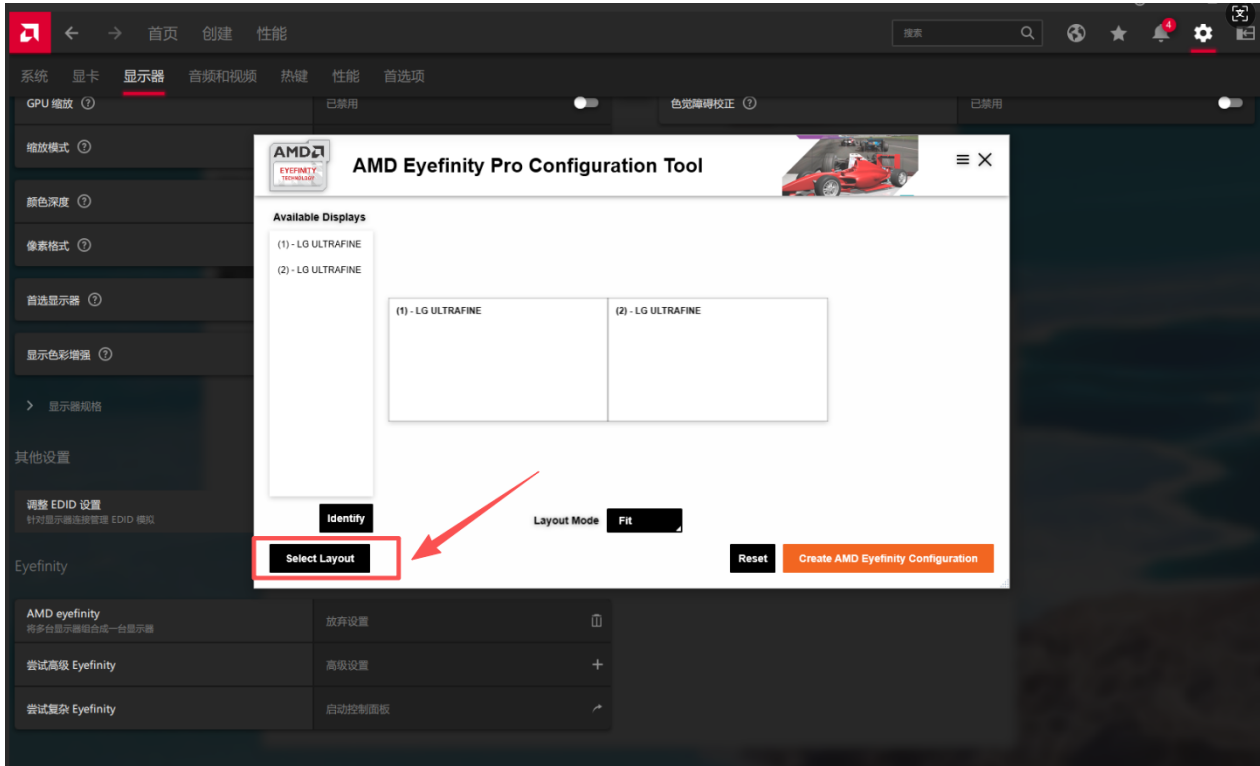 首页 创建 性能
搜索
4
系统 显卡 显示器 音频和视频 热键 性能 首选项
GPU 缩放 ? 已禁用
色觉障碍校正 ? 已禁用
缩放模式 ?
颜色深度 ?
像素格式 ?
首选显示器 ?
显示色彩增强 ?
显示器规格
其他设置
调整 EDID 设置
针对显示器连接管理 EDID 模拟
Eyefinity
AMD eyefinity
将多台显示器组合成一台显示器
放弃设置
尝试高级 Eyefinity 高级设置
尝试复杂 Eyefinity 启动控制面板
AMD
EYEFINITY
TECHNOLOGY
AMD Eyefinity Pro Configuration Tool
Available Displays
(1) - LG ULTRAFINE
(2) - LG ULTRAFINE
(1) - LG ULTRAFINE (2) - LG ULTRAFINE
Identify
Layout Mode Fit
Select Layout
Reset
Create AMD Eyefinity Configuration